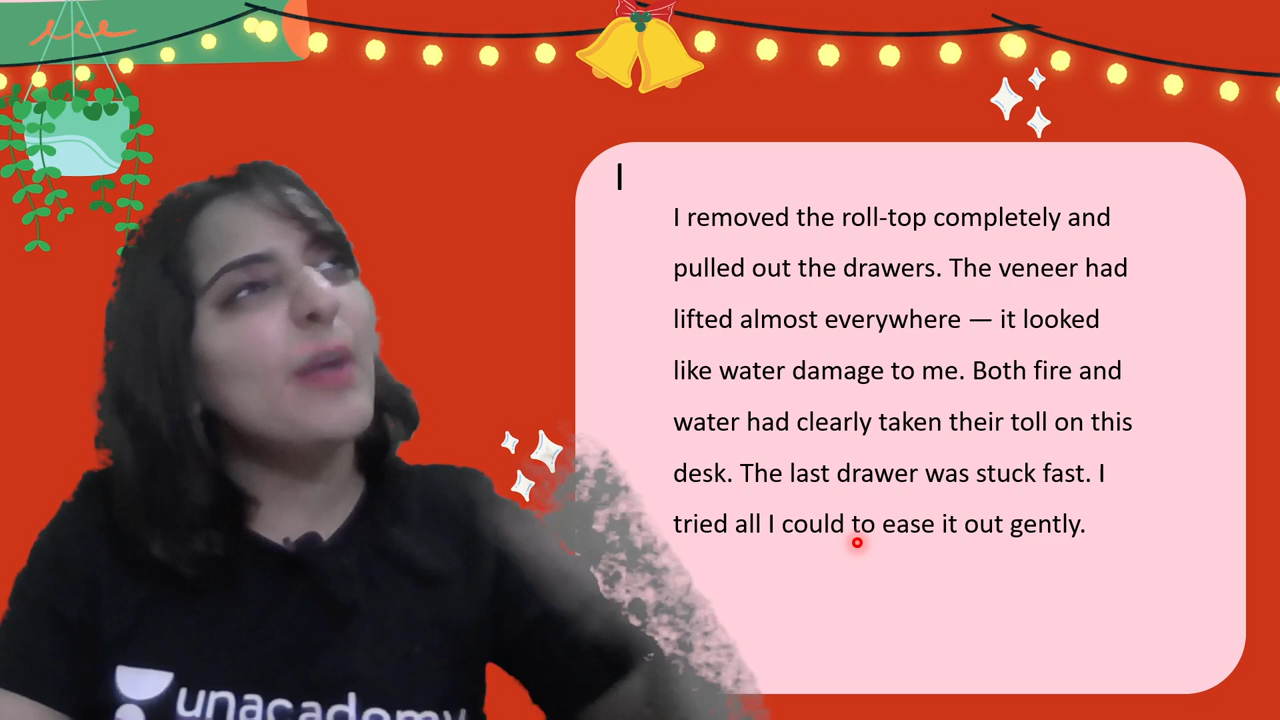 I
I removed the roll-top completely and
pulled out the drawers. The veneer had
lifted almost everywhere — it looked
like water damage to me. Both fire and
water had clearly taken their toll on this
desk. The last drawer was stuck fast. I
tried all I could to ease it out gently.
unacademy